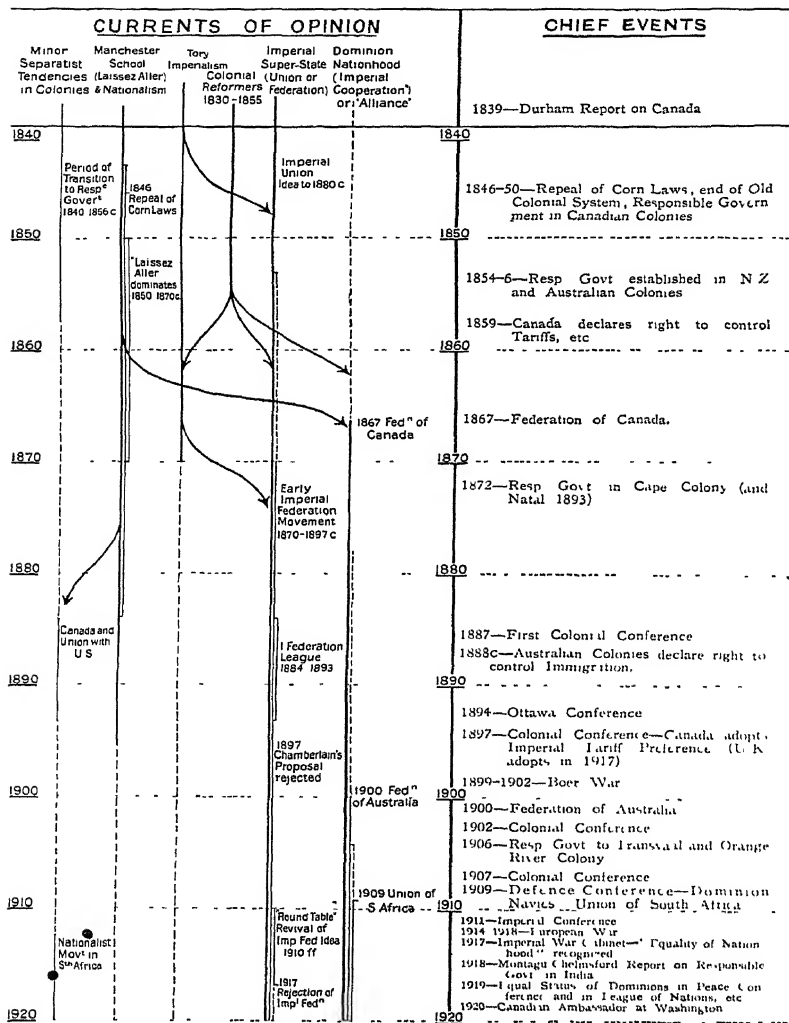 CURRENTS OF OPINION
Minor
Separatist
Tendencies
in Colonies
Manchester
School
(Laissez Aller)
& Nationalism
Tory
Imperialism
Colonial
Reformers
1830-1855
Imperial
Super-State
(Union or
Federation)
Dominion
Nationhood
(Imperial
Cooperation")
or "Alliance"
1840
Period of
Transition
to Respᵉ
Goverᵗ
1840 1856 c
1846
Repeal of
Corn Laws
Imperial
Union
Idea to 1880 c
1850
"Laissez
Aller
dominates
1850 1870c.
1860
1867 Fedⁿ of
Canada
1870
Early
Imperial
Federation
Movement
1870-1897 c
1880
Canada and
Union with
U S
I Federation
League
1884 1893
1890
1897
Chamberlain's
Proposal
rejected
1900 Fedⁿ
of Australia
1900
1909 Union of
S Africa
1910
"Round Table"
Revival of
Imp Fed Idea
1910 ff
Nationalist
Movᵗ in
Sᵗʰ Africa
1917
Rejection of
Impˡ Fedⁿ
1920
CHIEF EVENTS
1839—Durham Report on Canada
1840
1846-50—Repeal of Corn Laws, end of Old
Colonial System, Responsible Govern
ment in Canadian Colonies
1850
1854-6—Resp Govt established in N Z
and Australian Colonies
1859—Canada declares right to control
Tariffs, etc
1860
1867—Federation of Canada.
1870
1872—Resp Govt in Cape Colony (and
Natal 1893)
1880
1887—First Colonial Conference
1888c—Australian Colonies declare right to
control Immigration.
1890
1894—Ottawa Conference
1897—Colonial Conference—Canada adopts
Imperial Tariff Preference (U K
adopts in 1917)
1899-1902—Boer War
1900
1900—Federation of Australia
1902—Colonial Conference
1906—Resp Govt to Transvaal and Orange
River Colony
1907—Colonial Conference
1909—Defence Conference—Dominion
Navies Union of South Africa
1910
1911—Imperial Conference
1914 1918—European War
1917—Imperial War Cabinet—"Equality of Nation
hood" recognised
1918—Montagu Chelmsford Report on Responsible
Govt in India
1919—Equal Status of Dominions in Peace Con
ference and in League of Nations, etc
1920—Canadian Ambassador at Washington
1920